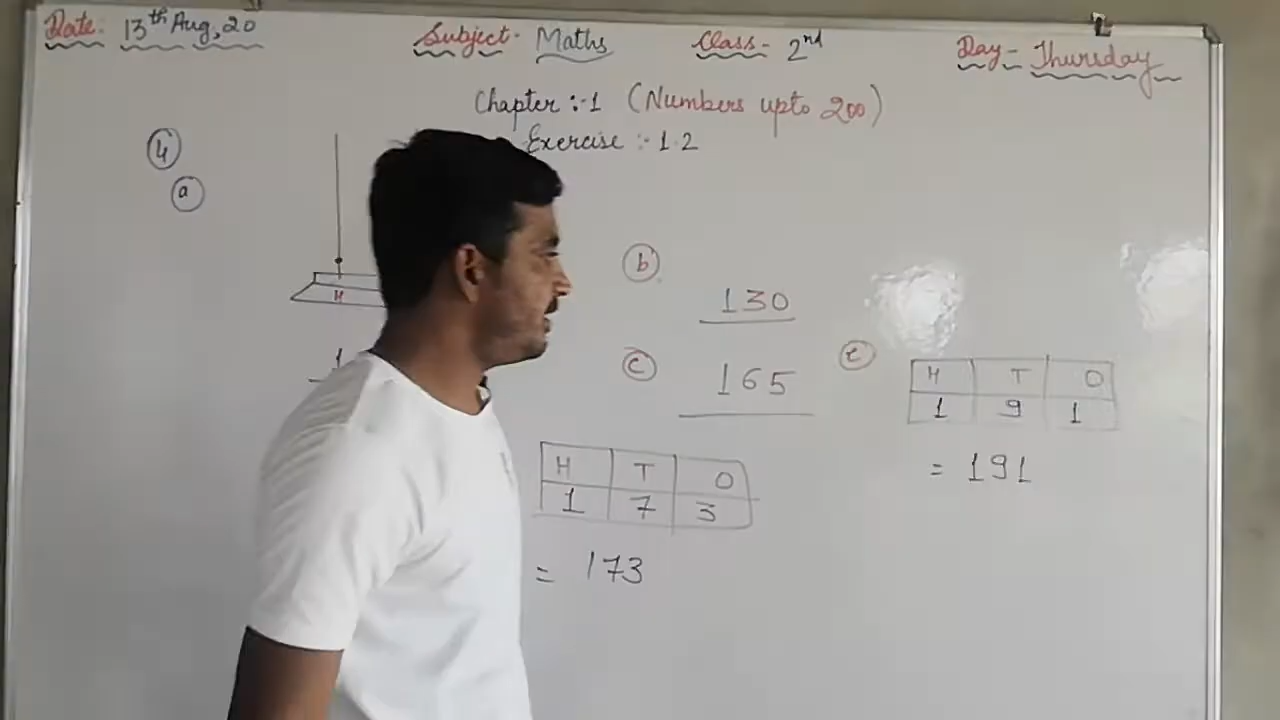 Date: 13th Aug, 20 Subject- Maths Class- 2nd Day- Thursday
Chapter :-1 (Numbers upto 200)
Exercise :- 1.2
4
a
H
1
b
130
c
165
H T O
1 7 3
= 173
e
H T O
1 9 1
= 191